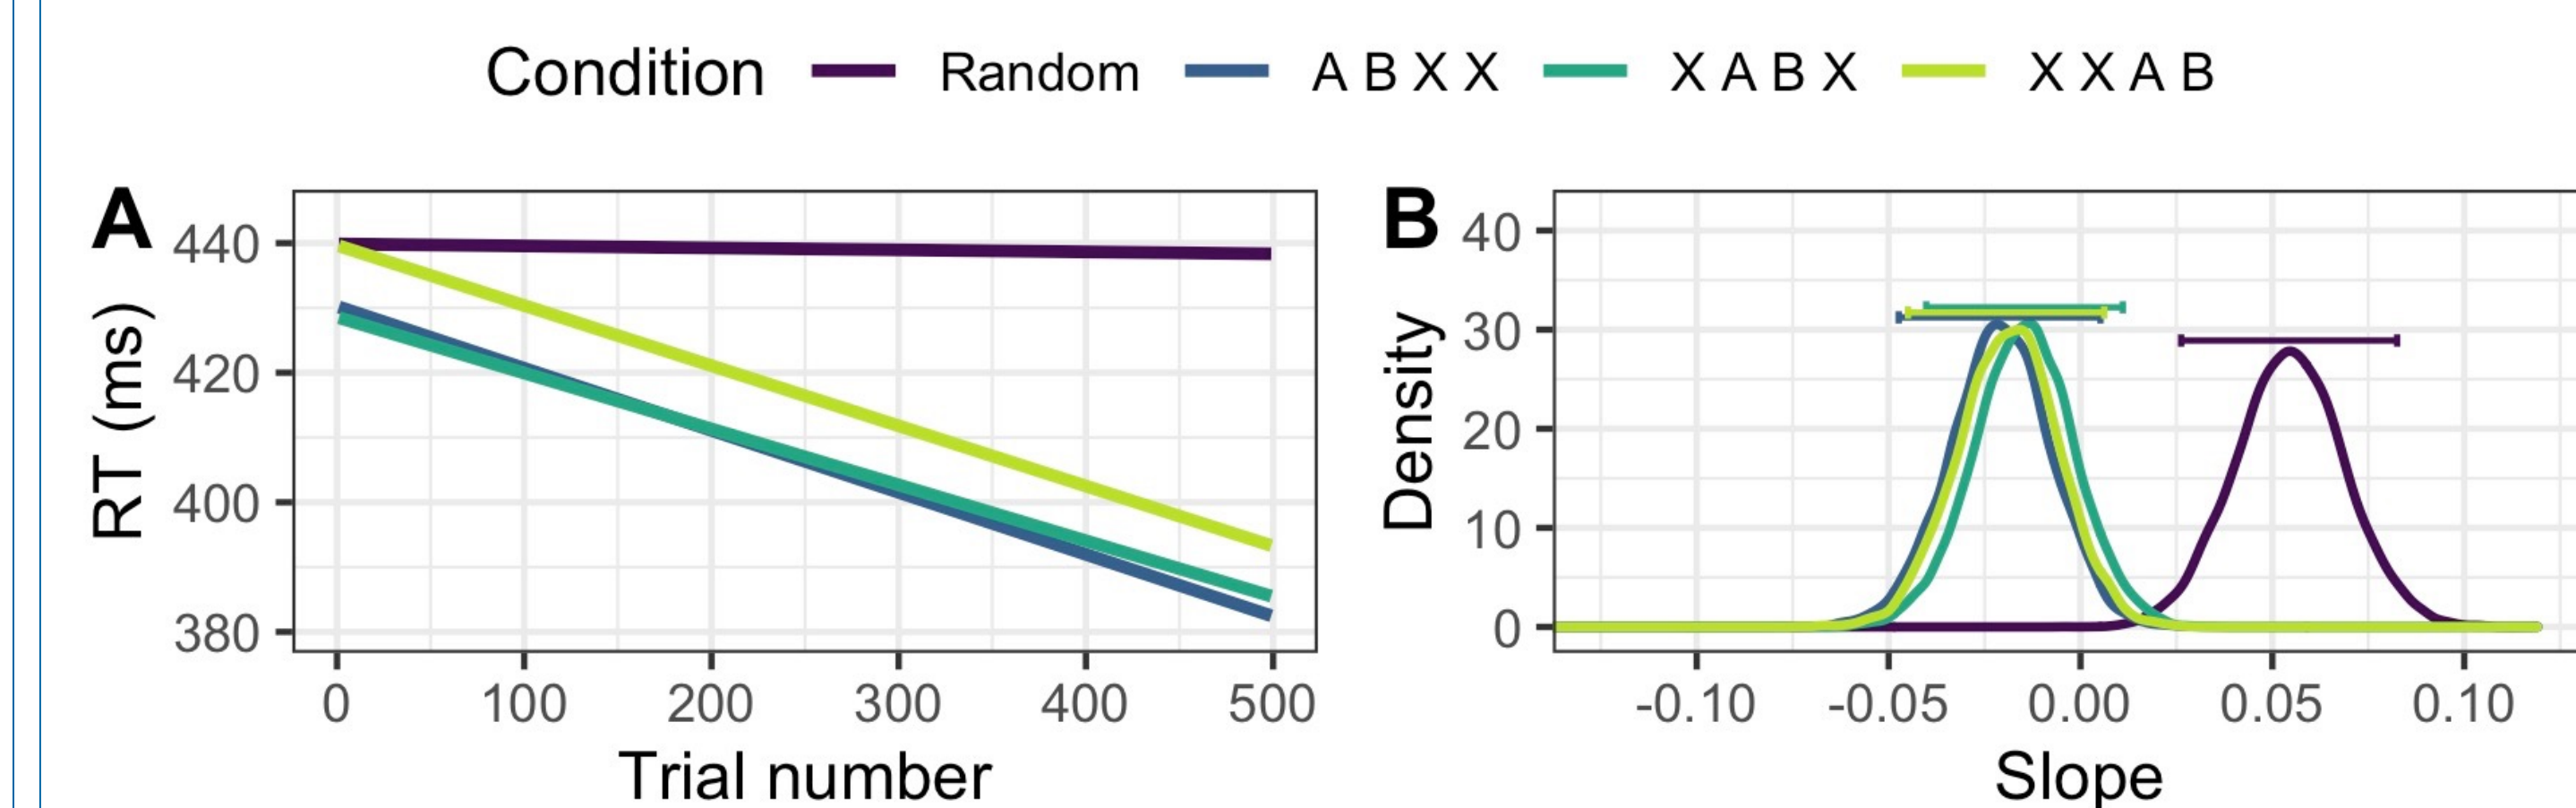 Condition Random A B X X X A B X X X A B
A
440
420
400
380
RT (ms)
0 100 200 300 400 500
Trial number
B
40
30
20
10
0
Density
-0.10 -0.05 0.00 0.05 0.10
Slope